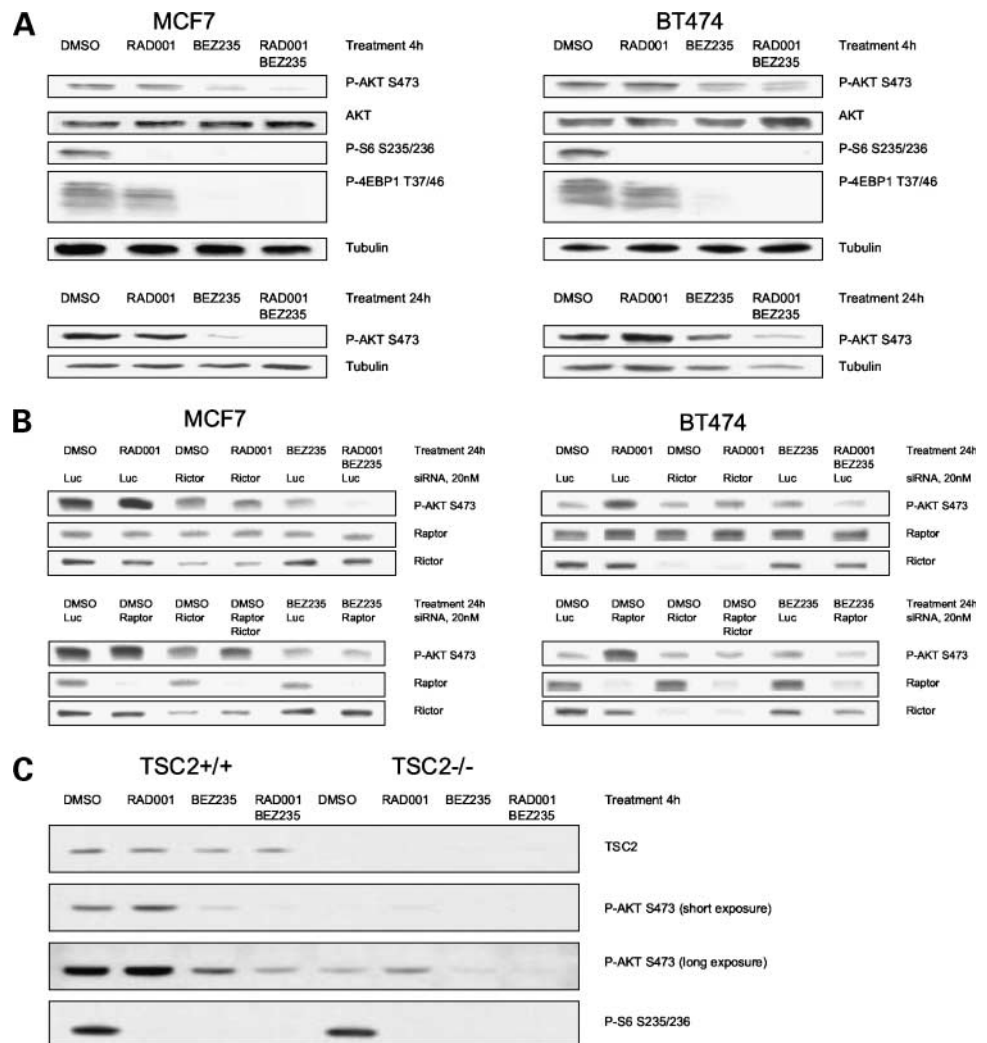 A
MCF7
DMSO RAD001 BEZ235 RAD001 BEZ235 Treatment 4h
P-AKT S473
AKT
P-S6 S235/236
P-4EBP1 T37/46
Tubulin
DMSO RAD001 BEZ235 RAD001 BEZ235 Treatment 24h
P-AKT S473
Tubulin
BT474
DMSO RAD001 BEZ235 RAD001 BEZ235 Treatment 4h
P-AKT S473
AKT
P-S6 S235/236
P-4EBP1 T37/46
Tubulin
DMSO RAD001 BEZ235 RAD001 BEZ235 Treatment 24h
P-AKT S473
Tubulin
B
MCF7
DMSO RAD001 DMSO RAD001 BEZ235 RAD001 BEZ235 Treatment 24h
Luc Luc Rictor Rictor Luc Luc siRNA, 20nM
P-AKT S473
Raptor
Rictor
DMSO DMSO DMSO DMSO BEZ235 BEZ235 Treatment 24h
Luc Raptor Rictor Raptor Luc Raptor siRNA, 20nM
Rictor
P-AKT S473
Raptor
Rictor
BT474
DMSO RAD001 DMSO RAD001 BEZ235 RAD001 BEZ235 Treatment 24h
Luc Luc Rictor Rictor Luc Luc siRNA, 20nM
P-AKT S473
Raptor
Rictor
DMSO DMSO DMSO DMSO BEZ235 BEZ235 Treatment 24h
Luc Raptor Rictor Raptor Luc Raptor siRNA, 20nM
Rictor
P-AKT S473
Raptor
Rictor
C
TSC2+/+ TSC2-/-
DMSO RAD001 BEZ235 RAD001 DMSO RAD001 BEZ235 RAD001 Treatment 4h
BEZ235 BEZ235
TSC2
P-AKT S473 (short exposure)
P-AKT S473 (long exposure)
P-S6 S235/236